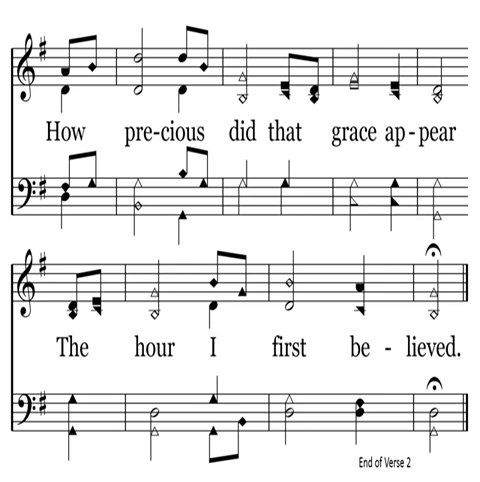 How pre-cious did that grace ap-pear
The hour I first be - lieved.
End of Verse 2